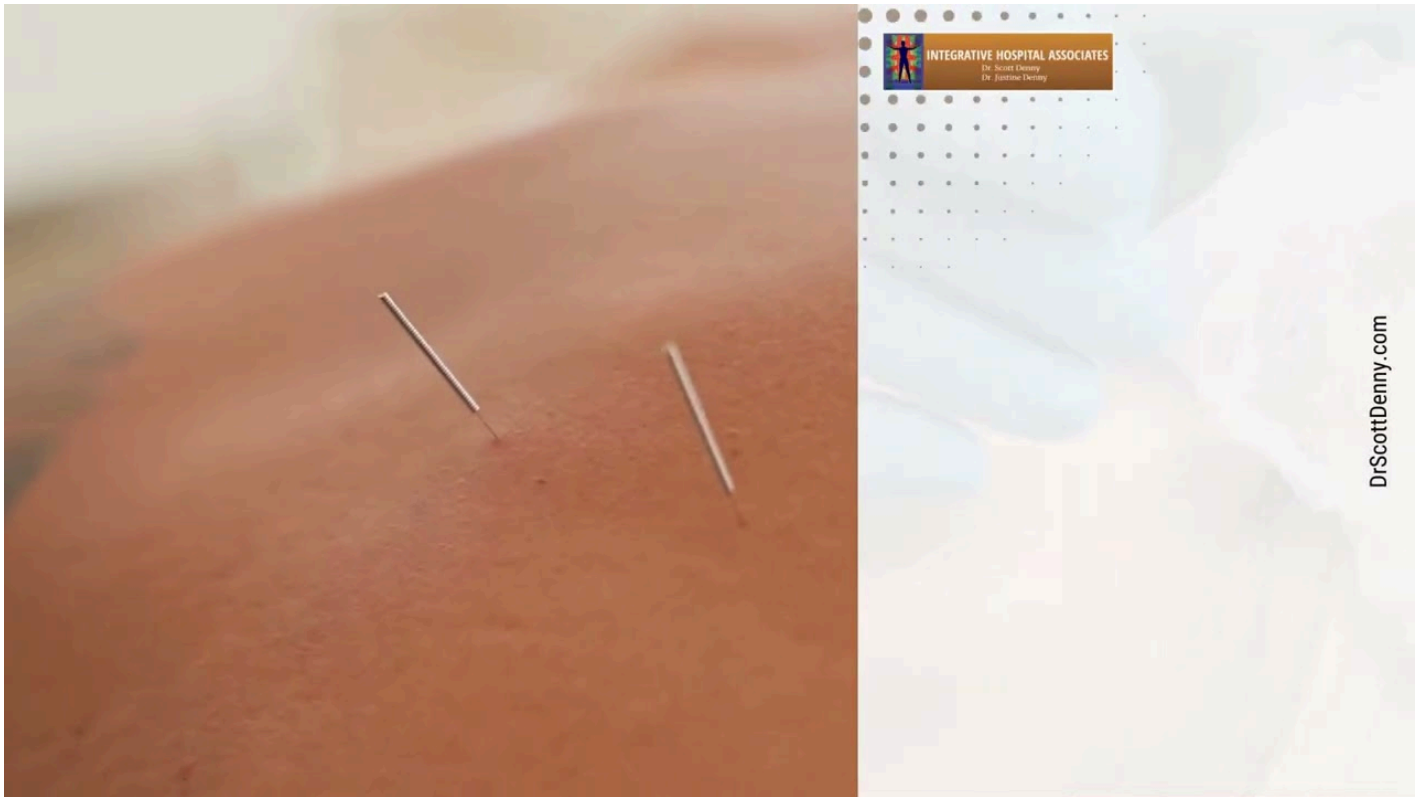 INTEGRATIVE HOSPITAL ASSOCIATES
Dr. Scott Denny
Dr. Justine Denny
DrScottDenny.com